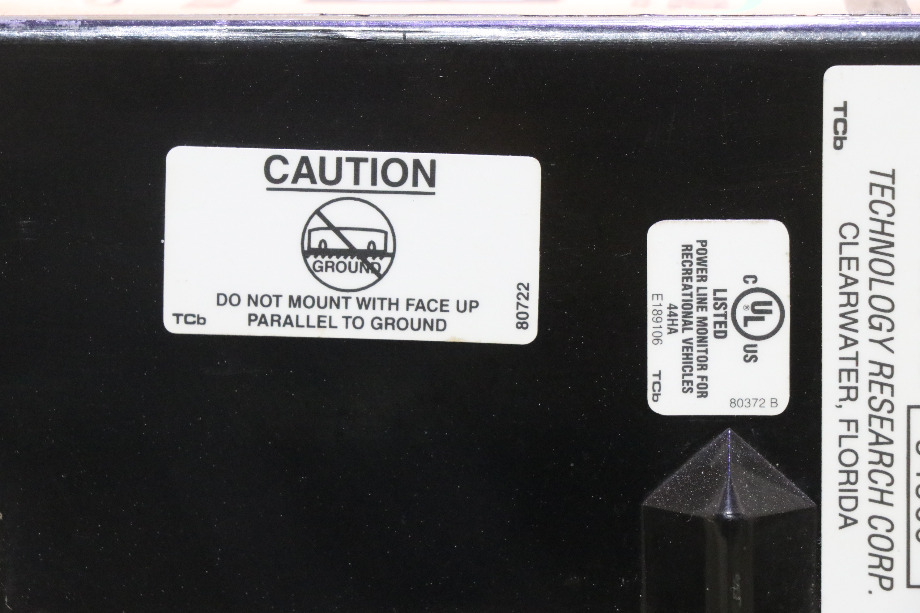 CAUTION
GROUND
DO NOT MOUNT WITH FACE UP
PARALLEL TO GROUND
TCb
80722
C UL US
®
LISTED
POWER LINE MONITOR FOR
RECREATIONAL VEHICLES
44HA
E189106
TCb
80372 B
TCb
TECHNOLOGY RESEARCH CORP.
CLEARWATER, FLORIDA